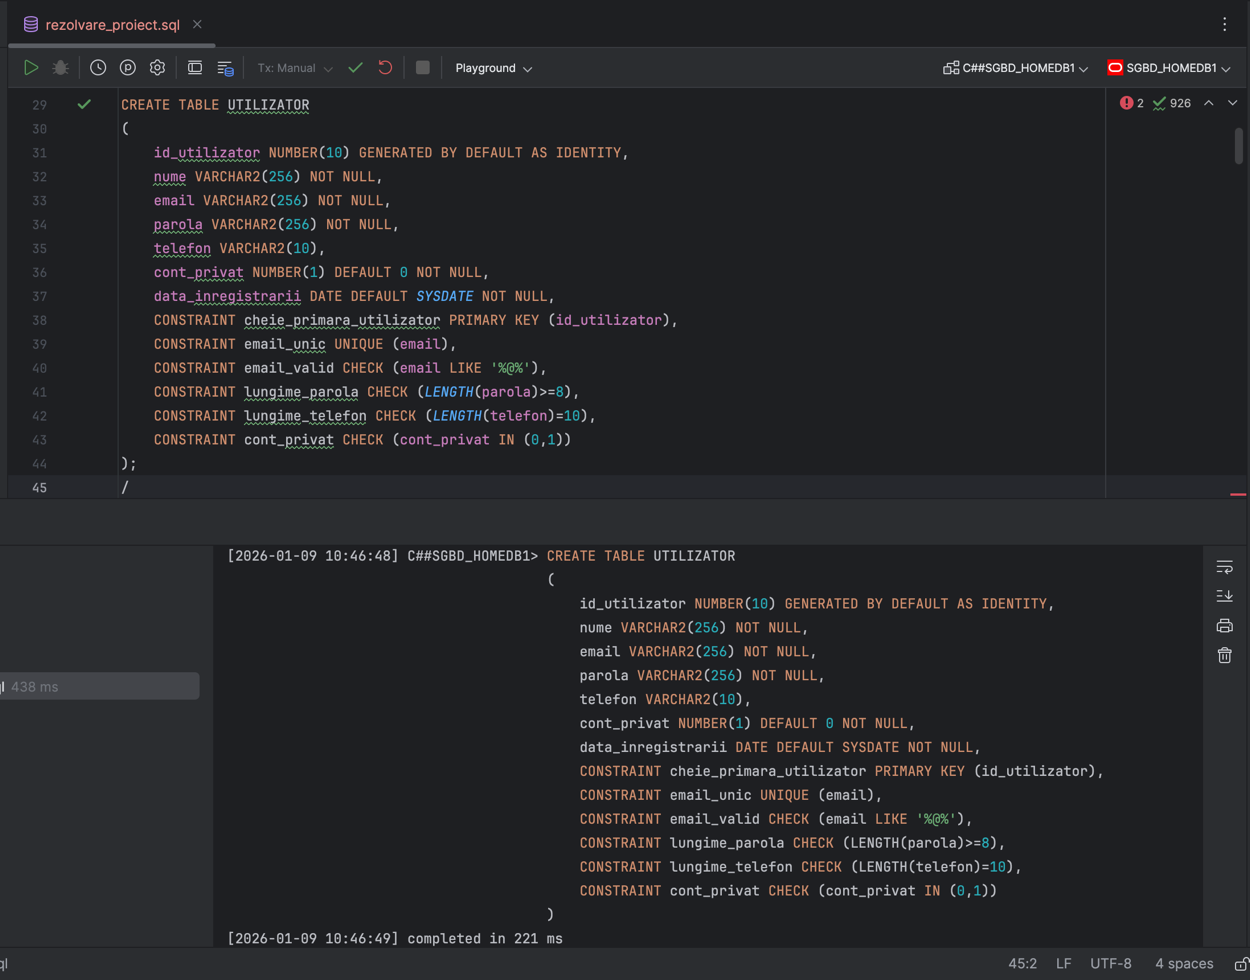 rezolvare_proiect.sql
Tx: Manual
Playground
C##SGBD_HOMEDB1
SGBD_HOMEDB1
2 926
29 CREATE TABLE UTILIZATOR
30 (
31 id_utilizator NUMBER(10) GENERATED BY DEFAULT AS IDENTITY,
32 nume VARCHAR2(256) NOT NULL,
33 email VARCHAR2(256) NOT NULL,
34 parola VARCHAR2(256) NOT NULL,
35 telefon VARCHAR2(10),
36 cont_privat NUMBER(1) DEFAULT 0 NOT NULL,
37 data_inregistrarii DATE DEFAULT SYSDATE NOT NULL,
38 CONSTRAINT cheie_primara_utilizator PRIMARY KEY (id_utilizator),
39 CONSTRAINT email_unic UNIQUE (email),
40 CONSTRAINT email_valid CHECK (email LIKE '%@%'),
41 CONSTRAINT lungime_parola CHECK (LENGTH(parola)>=8),
42 CONSTRAINT lungime_telefon CHECK (LENGTH(telefon)=10),
43 CONSTRAINT cont_privat CHECK (cont_privat IN (0,1))
44 );
45 /
[2026-01-09 10:46:48] C##SGBD_HOMEDB1> CREATE TABLE UTILIZATOR
(
id_utilizator NUMBER(10) GENERATED BY DEFAULT AS IDENTITY,
nume VARCHAR2(256) NOT NULL,
email VARCHAR2(256) NOT NULL,
parola VARCHAR2(256) NOT NULL,
telefon VARCHAR2(10),
cont_privat NUMBER(1) DEFAULT 0 NOT NULL,
data_inregistrarii DATE DEFAULT SYSDATE NOT NULL,
CONSTRAINT cheie_primara_utilizator PRIMARY KEY (id_utilizator),
CONSTRAINT email_unic UNIQUE (email),
CONSTRAINT email_valid CHECK (email LIKE '%@%'),
CONSTRAINT lungime_parola CHECK (LENGTH(parola)>=8),
CONSTRAINT lungime_telefon CHECK (LENGTH(telefon)=10),
CONSTRAINT cont_privat CHECK (cont_privat IN (0,1))
)
[2026-01-09 10:46:49] completed in 221 ms
438 ms
45:2 LF UTF-8 4 spaces